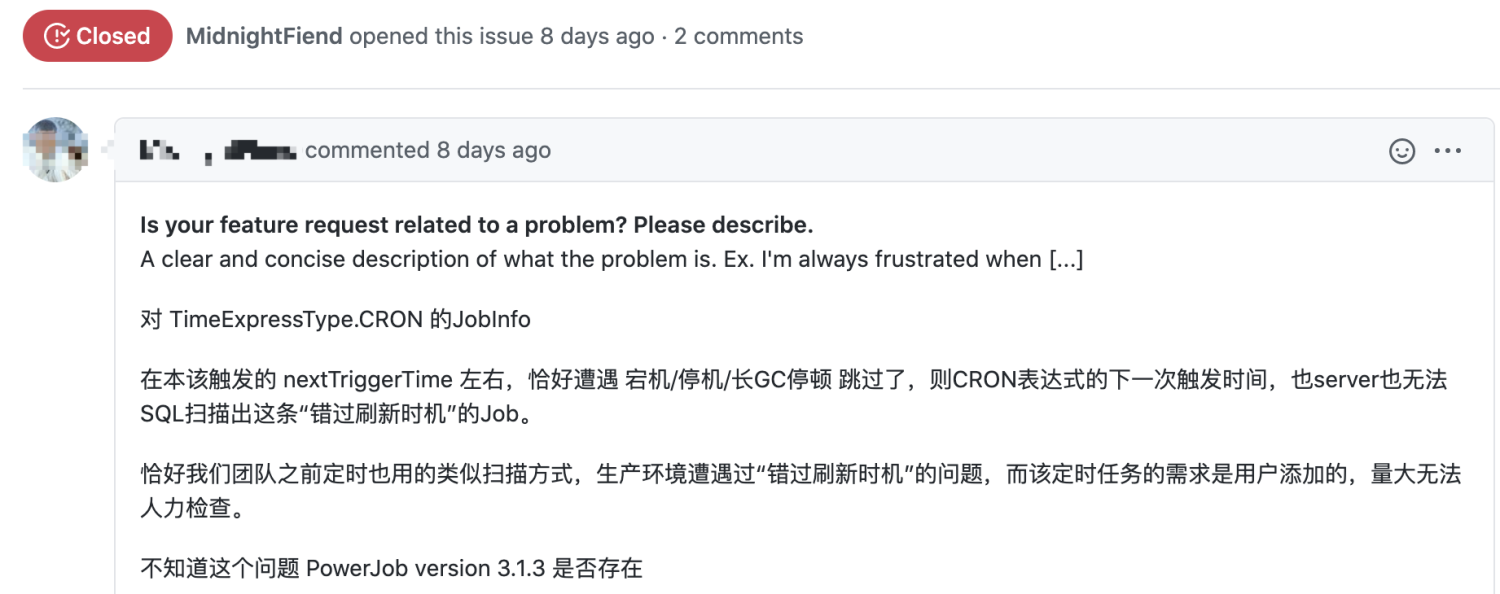 Closed MidnightFiend opened this issue 8 days ago · 2 comments
commented 8 days ago
Is your feature request related to a problem? Please describe.
A clear and concise description of what the problem is. Ex. I'm always frustrated when [...]
对 TimeExpressType.CRON 的JobInfo
在本该触发的 nextTriggerTime 左右，恰好遭遇 宕机/停机/长GC停顿 跳过了，则CRON表达式的下一次触发时间，也server也无法
SQL扫描出这条“错过刷新时机”的Job。
恰好我们团队之前定时也用的类似扫描方式，生产环境遭遇过“错过刷新时机”的问题，而该定时任务的需求是用户添加的，量大无法
人力检查。
不知道这个问题 PowerJob version 3.1.3 是否存在